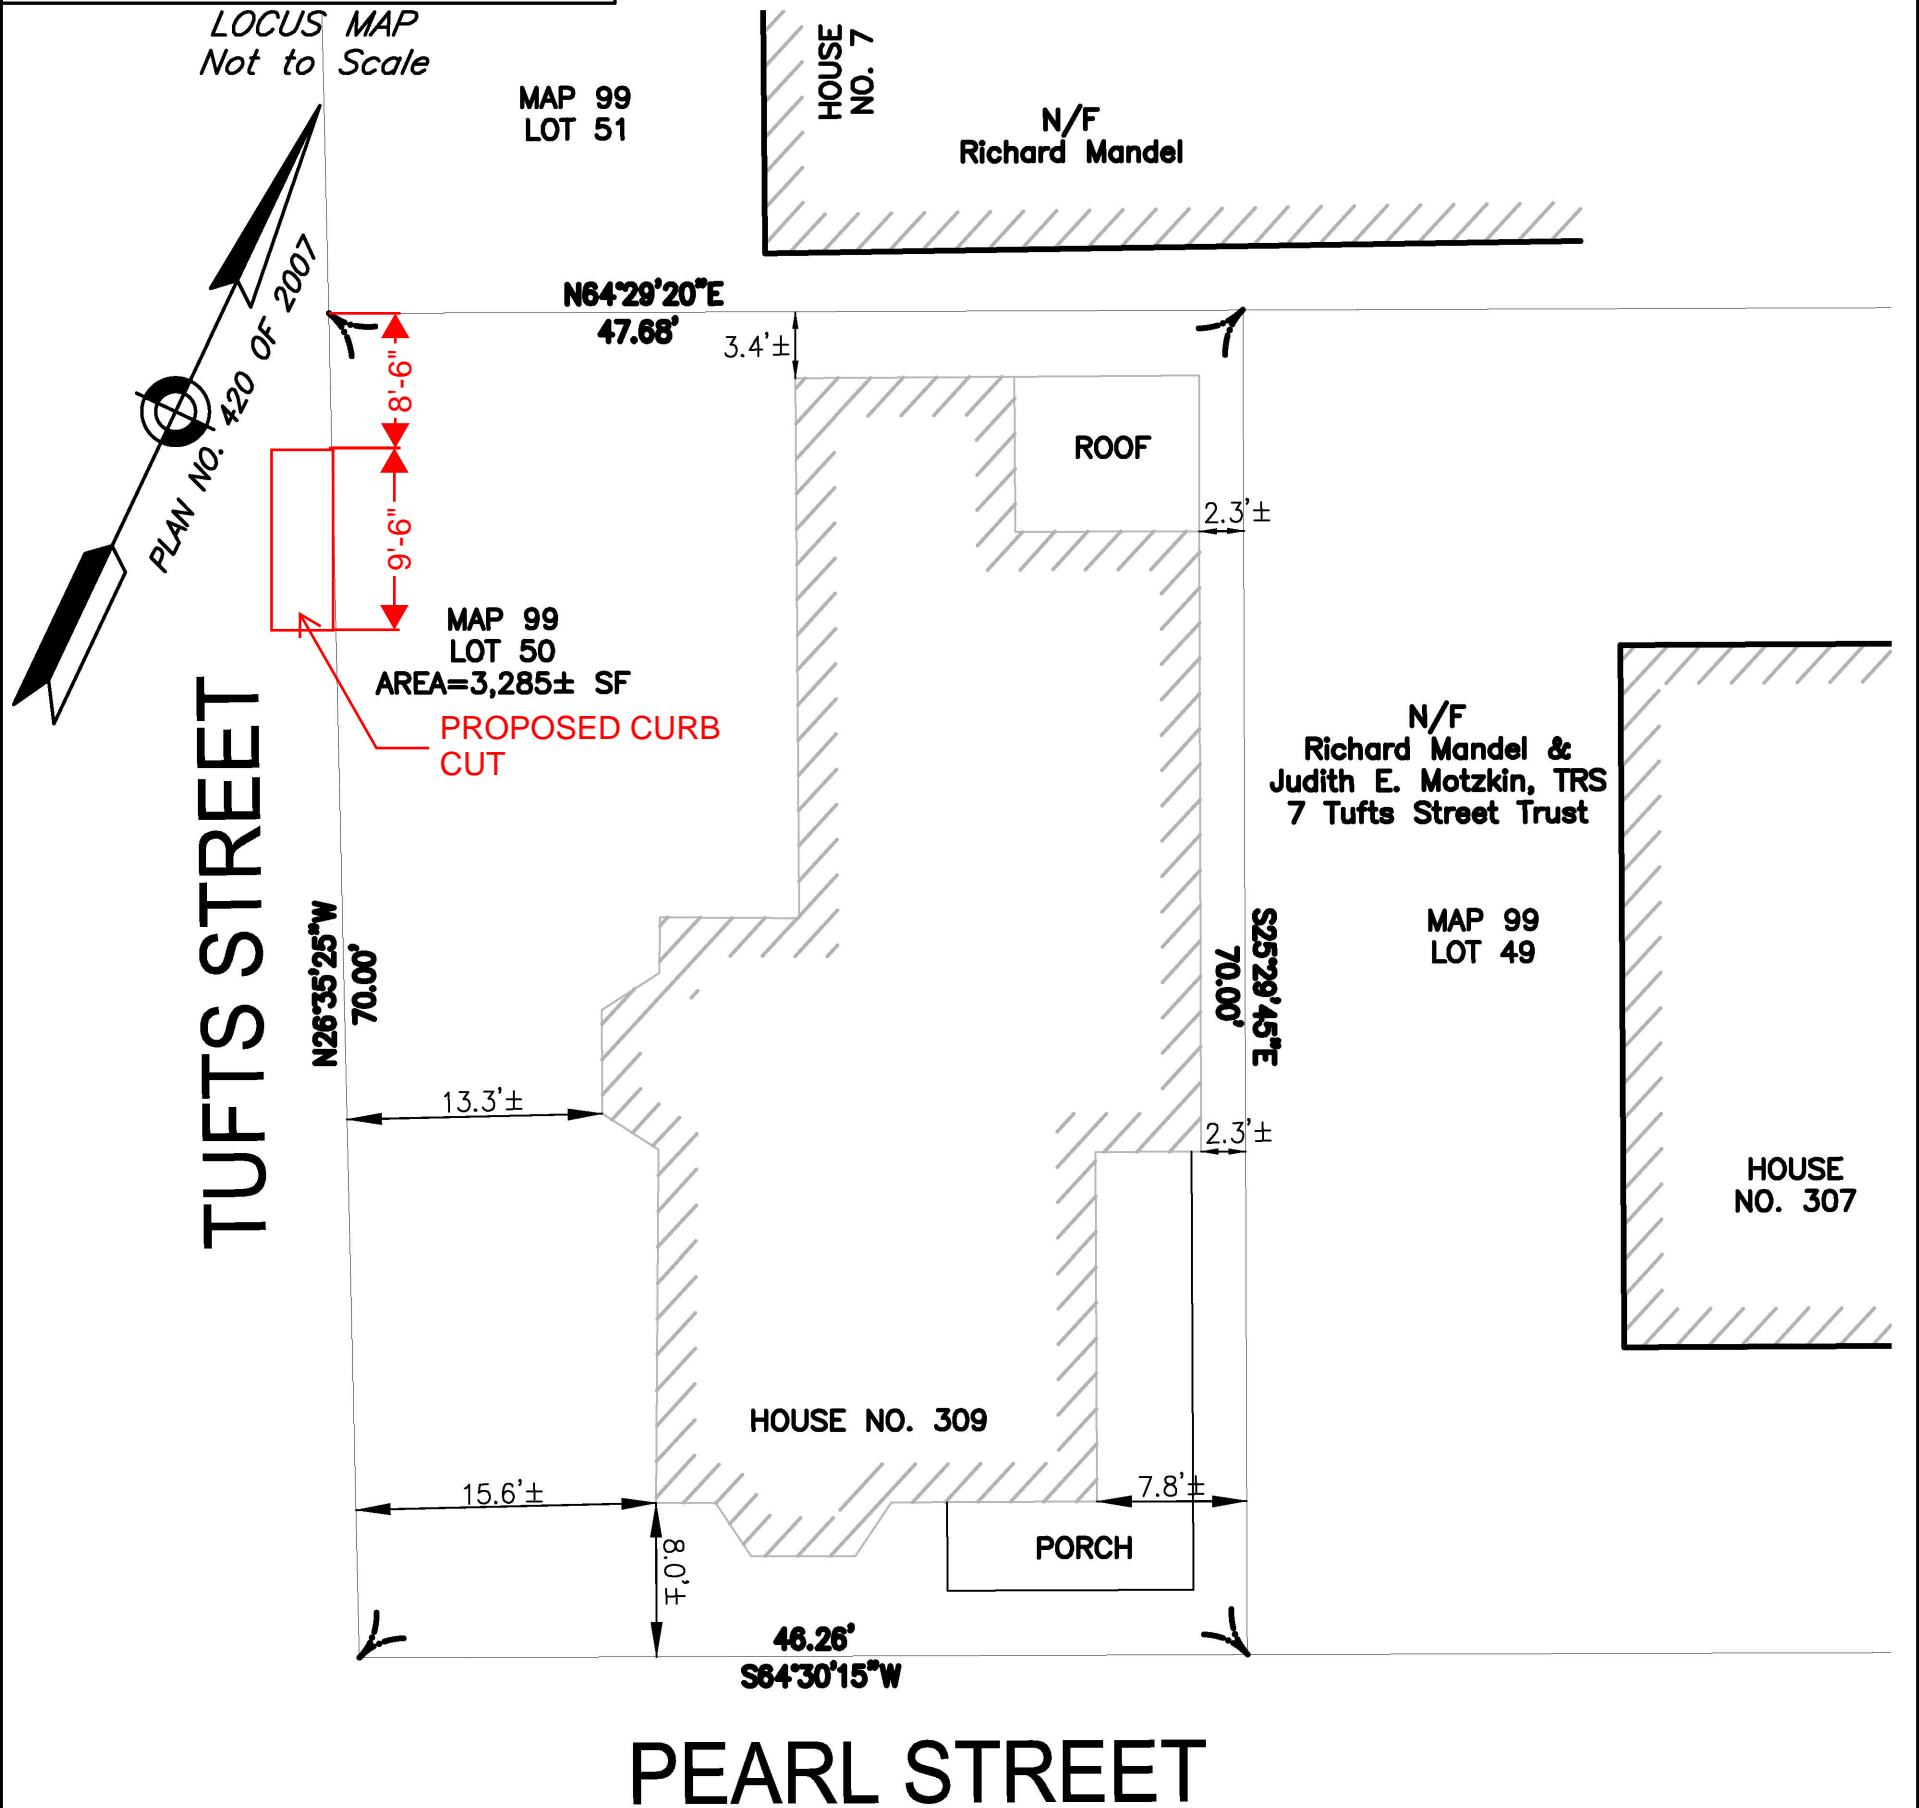 LOCUS MAP
Not to Scale
MAP 99
LOT 51
HOUSE
NO. 7
N/F
Richard Mandel
PLAN NO. 420 OF 2007
N64°29'20"E
47.68'
3.4'±
8'-6"
9'-6"
ROOF
2.3'±
MAP 99
LOT 50
AREA=3,285± SF
PROPOSED CURB
CUT
TUFTS STREET
N26°35'25"W
70.00'
N/F
Richard Mandel &
Judith E. Motzkin, TRS
7 Tufts Street Trust
MAP 99
LOT 49
S25°29'45"E
70.00'
13.3'±
2.3'±
HOUSE
NO. 307
HOUSE NO. 309
15.6'±
7.8'±
8.0'±
PORCH
46.26'
S64°30'15"W
PEARL STREET